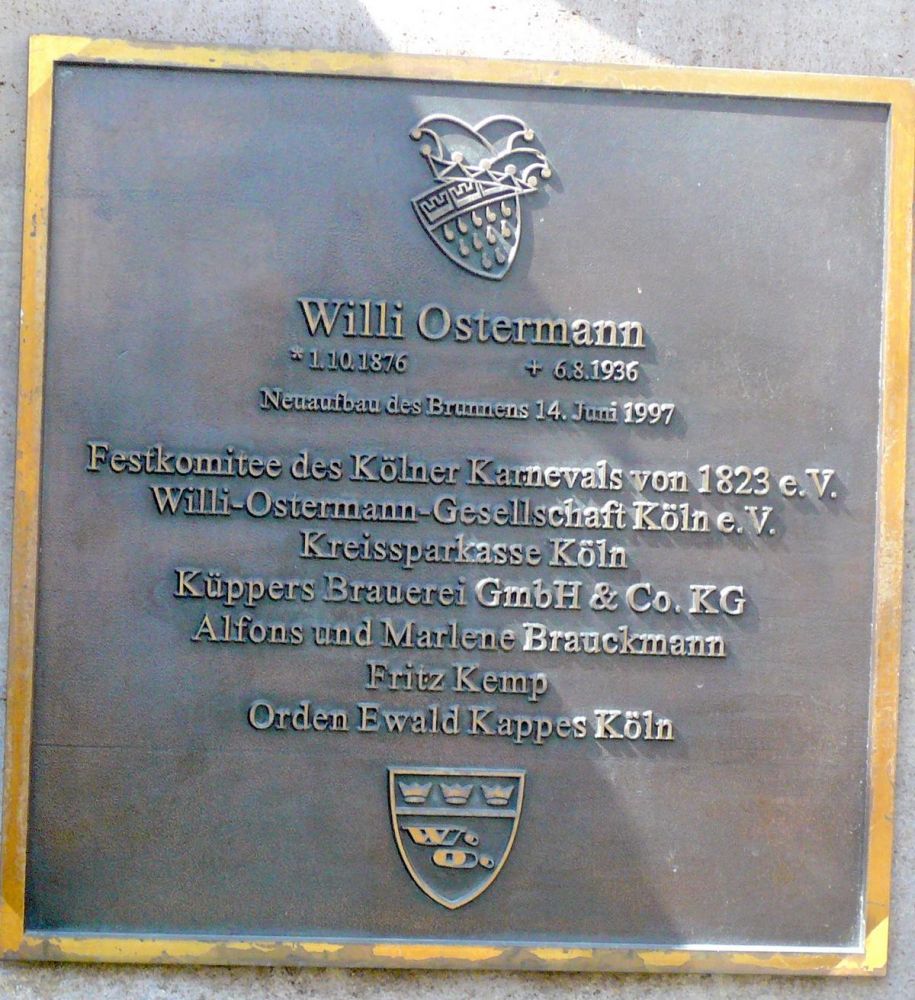 Willi Ostermann
* 1.10.1876 + 6.8.1936
Neuaufbau des Brunnens 14. Juni 1997
Festkomitee des Kölner Karnevals von 1823 e.V.
Willi-Ostermann-Gesellschaft Köln e.V.
Kreissparkasse Köln
Küppers Brauerei GmbH & Co. KG
Alfons und Marlene Brauckmann
Fritz Kemp
Orden Ewald Kappes Köln
W.
O.